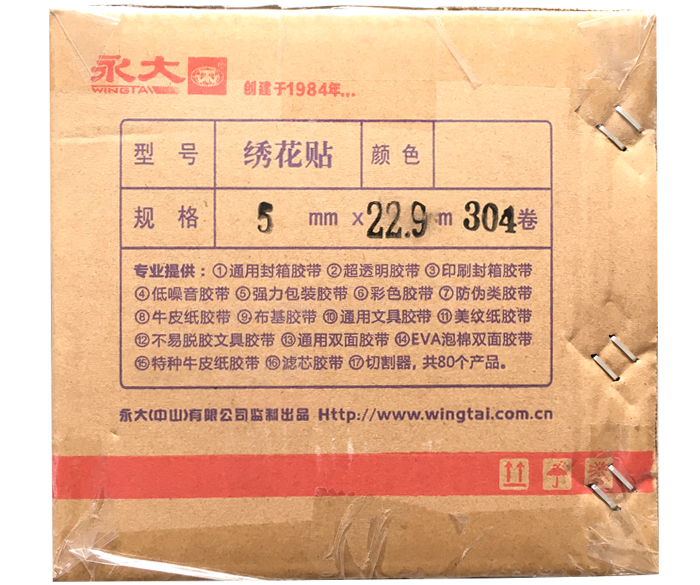 永大
WINGTAI
创建于1984年...
型号 绣花贴 颜色
规格 5 mm x 22.9 m 304 卷
专业提供：①通用封箱胶带 ②超透明胶带 ③印刷封箱胶带
④低噪音胶带 ⑤强力包装胶带 ⑥彩色胶带 ⑦防伪类胶带
⑧牛皮纸胶带 ⑨布基胶带 ⑩通用文具胶带 ⑪美纹纸胶带
⑫不易脱胶文具胶带 ⑬通用双面胶带 ⑭EVA泡棉双面胶带
⑮特种牛皮纸胶带 ⑯滤芯胶带 ⑰切割器，共80个产品。
永大(中山)有限公司监制出品 Http://www.wingtai.com.cn